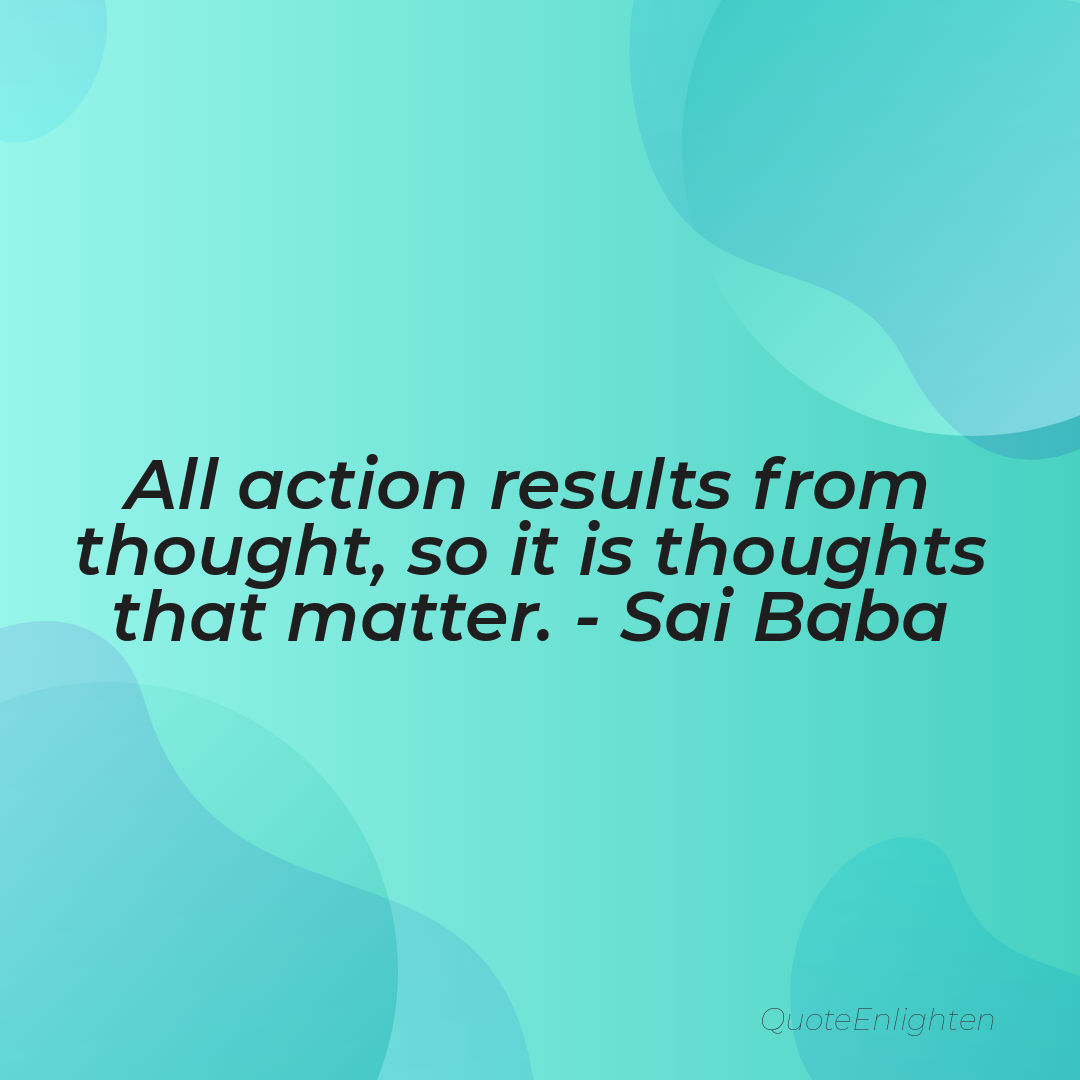 All action results from
thought, so it is thoughts
that matter. - Sai Baba
QuoteEnlighten